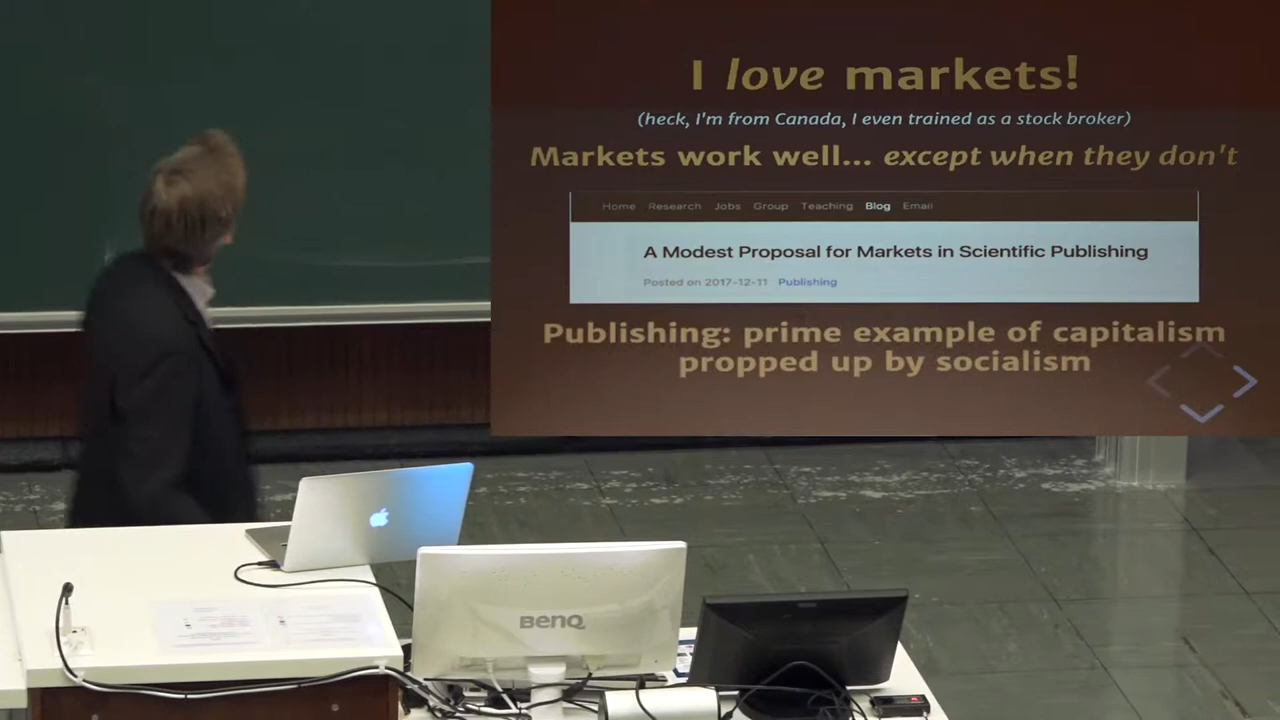 I love markets!
(heck, I'm from Canada, I even trained as a stock broker)
Markets work well... except when they don't
Home Research Jobs Group Teaching Blog Email
A Modest Proposal for Markets in Scientific Publishing
Posted on 2017-12-11 Publishing
Publishing: prime example of capitalism
propped up by socialism
BenQ